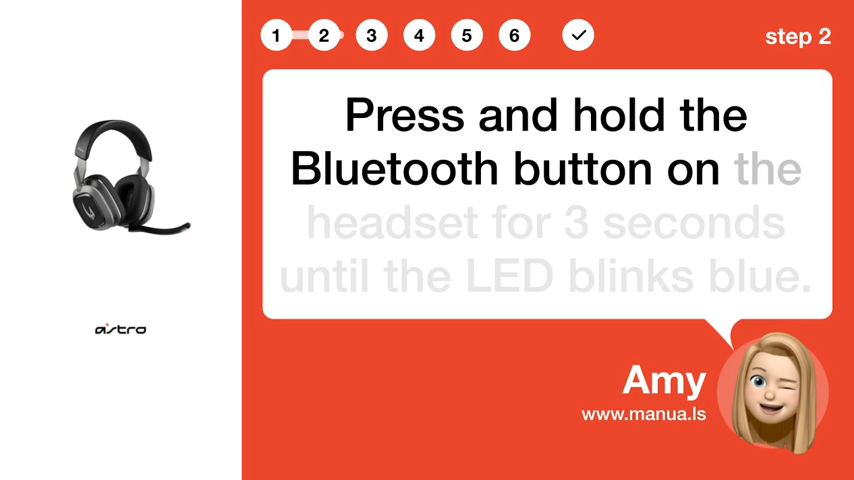 1 2 3 4 5 6
step 2
Press and hold the
Bluetooth button on the
headset for 3 seconds
until the LED blinks blue.
Amy
www.manua.ls
astro